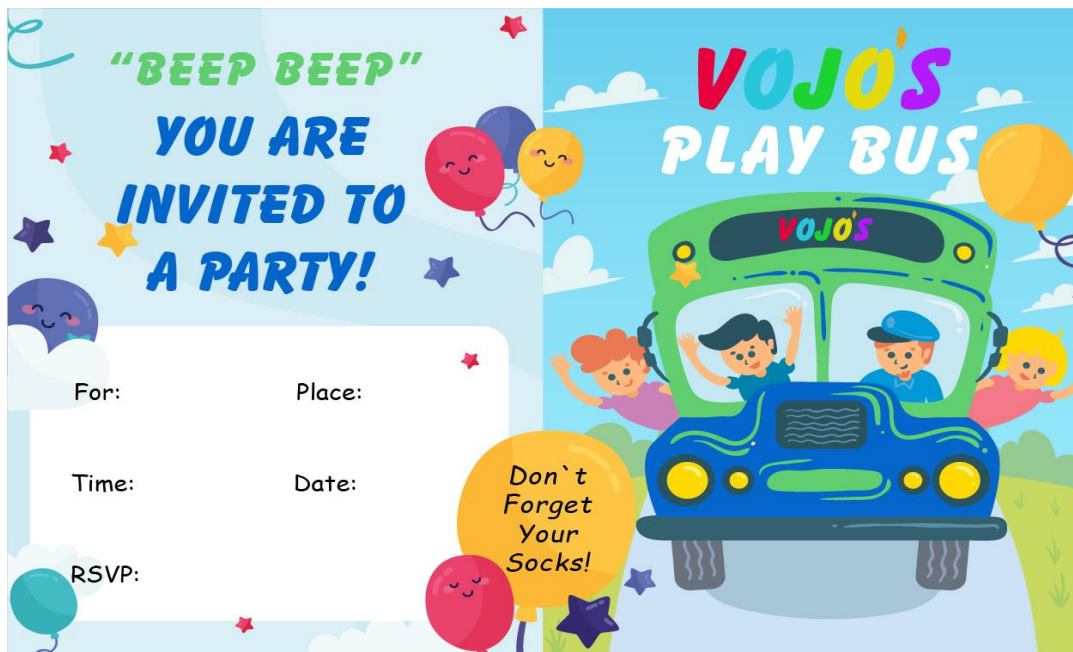 “BEEP BEEP”
YOU ARE
INVITED TO
A PARTY!
For:
Place:
Time:
Date:
RSVP:
Don`t
Forget
Your
Socks!
VOJO'S
PLAY BUS
VOJO'S